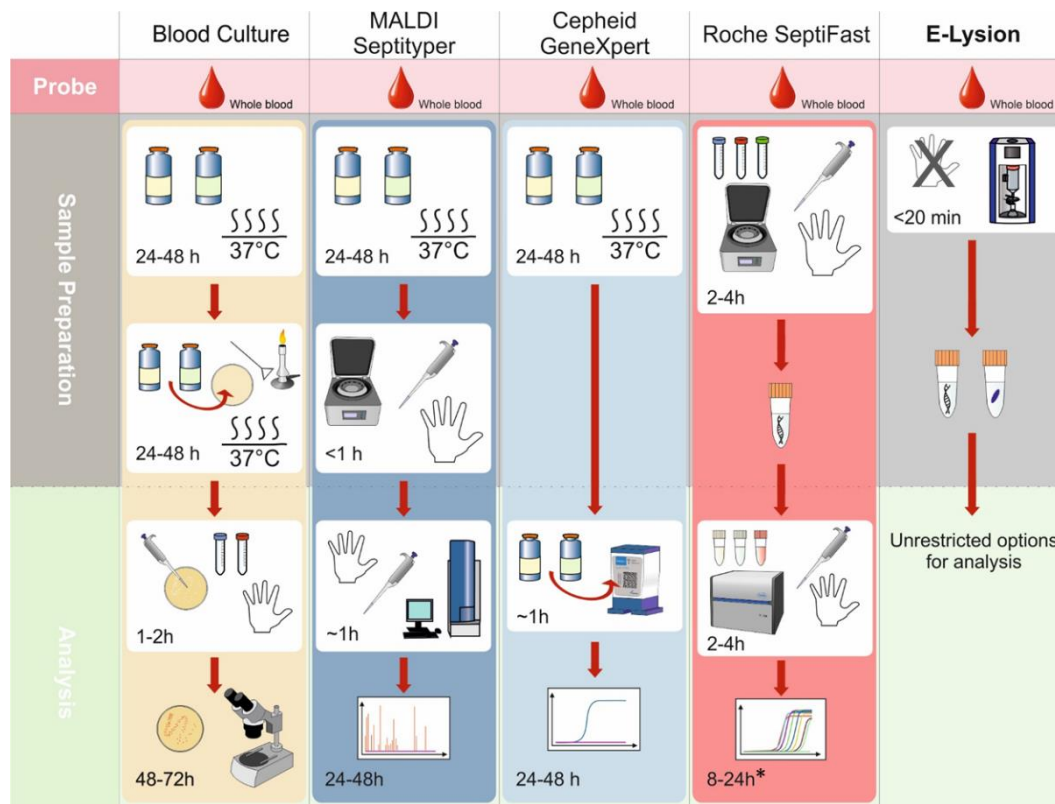 Blood Culture
MALDI
Septityper
Cepheid
GeneXpert
Roche SeptiFast
E-Lysion
Probe
Whole blood
Whole blood
Whole blood
Whole blood
Whole blood
Sample Preparation
37°C
24-48 h
37°C
24-48 h
37°C
24-48 h
2-4h
<20 min
37°C
24-48 h
<1 h
Analysis
1-2h
~1h
~1h
2-4h
Unrestricted options
for analysis
48-72h
24-48h
24-48 h
8-24h*